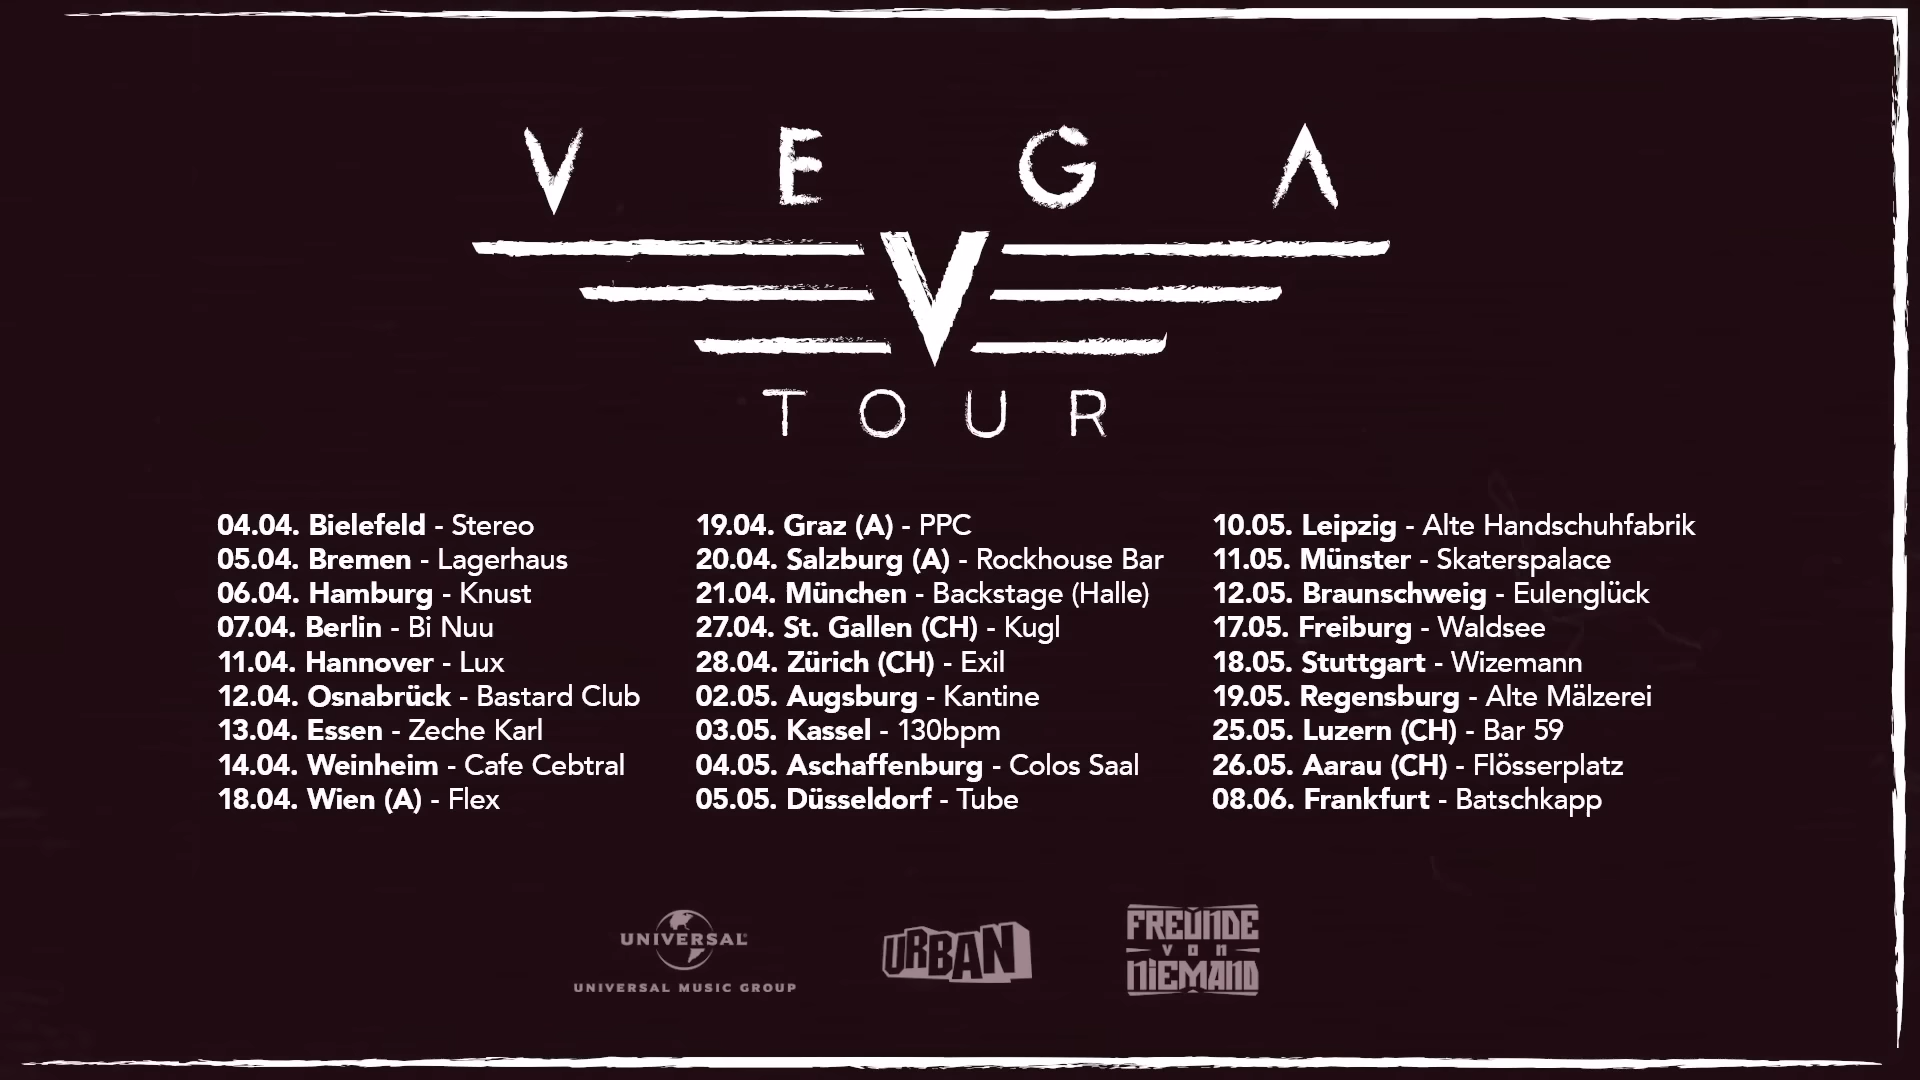 VEGA
V
TOUR
04.04. Bielefeld - Stereo
05.04. Bremen - Lagerhaus
06.04. Hamburg - Knust
07.04. Berlin - Bi Nuu
11.04. Hannover - Lux
12.04. Osnabrück - Bastard Club
13.04. Essen - Zeche Karl
14.04. Weinheim - Cafe Cebtral
18.04. Wien (A) - Flex
19.04. Graz (A) - PPC
20.04. Salzburg (A) - Rockhouse Bar
21.04. München - Backstage (Halle)
27.04. St. Gallen (CH) - Kugl
28.04. Zürich (CH) - Exil
02.05. Augsburg - Kantine
03.05. Kassel - 130bpm
04.05. Aschaffenburg - Colos Saal
05.05. Düsseldorf - Tube
10.05. Leipzig - Alte Handschuhfabrik
11.05. Münster - Skaterspalace
12.05. Braunschweig - Eulenglück
17.05. Freiburg - Waldsee
18.05. Stuttgart - Wizemann
19.05. Regensburg - Alte Mälzerei
25.05. Luzern (CH) - Bar 59
26.05. Aarau (CH) - Flösserplatz
08.06. Frankfurt - Batschkapp
UNIVERSAL
UNIVERSAL MUSIC GROUP
URBAN
FREUNDE
VON
NIEMAND